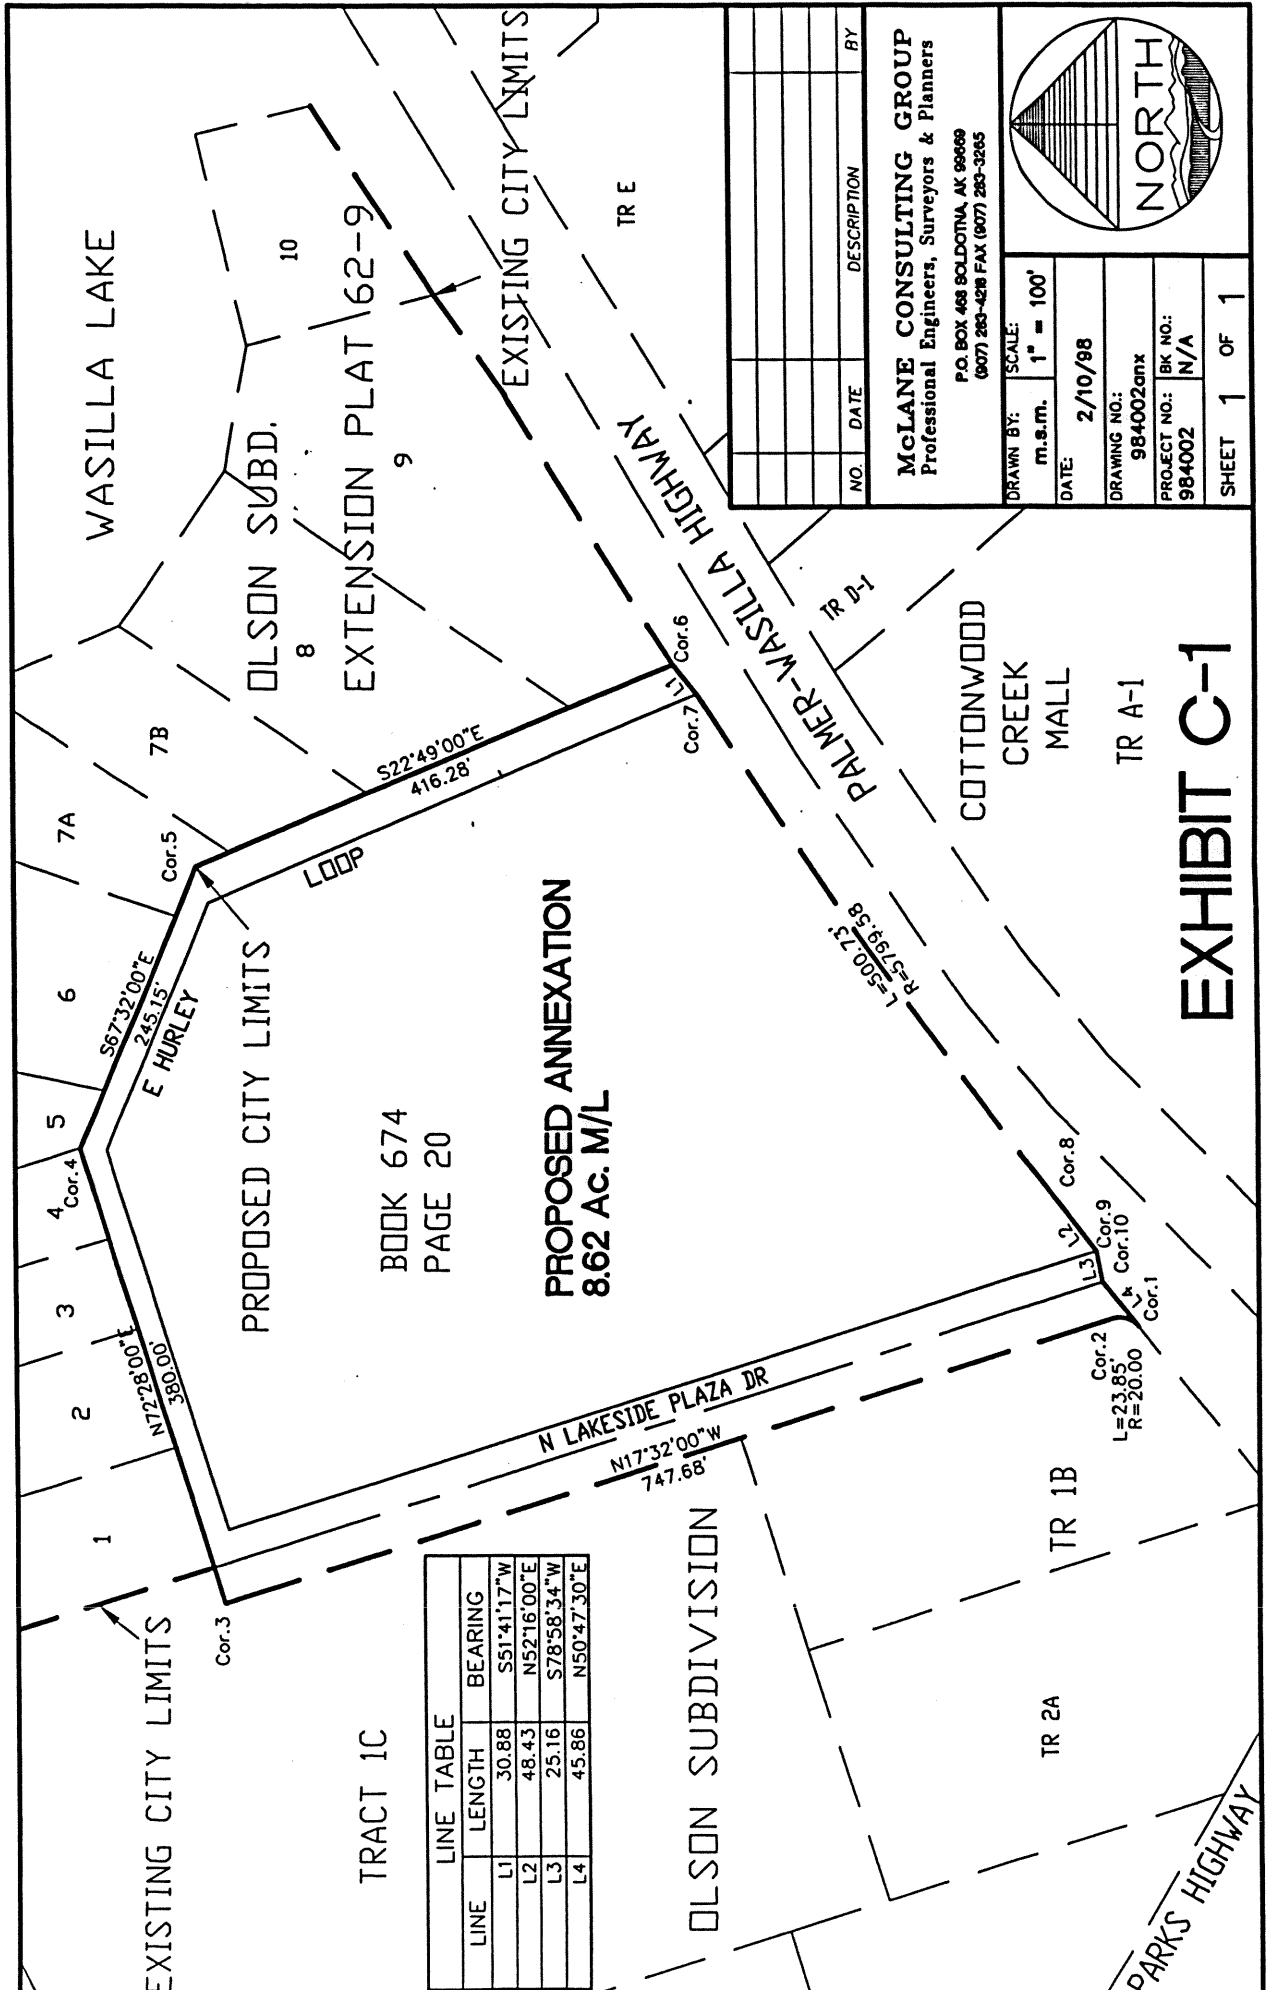 WASILLA LAKE
OLSON SUBD.
EXTENSION PLAT 62-9
10
9
8
7B
7A
6
5
4
3
2
1
EXISTING CITY LIMITS
EXISTING CITY LIMITS
TR E
PALMER-WASILLA HIGHWAY
TR D-1
COTTONWOOD
CREEK
MALL
TR A-1
Cor.6
L1
Cor.7
S22°49'00"E
416.28'
LOOP
Cor.5
S67°32'00"E
245.15'
E HURLEY
Cor.4
N72°28'00"E
380.00'
Cor.3
PROPOSED CITY LIMITS
BOOK 674
PAGE 20
PROPOSED ANNEXATION
8.62 Ac. M/L
L=500.73'
R=5799.58
Cor.8
L2
Cor.9
Cor.10
L3
L4
Cor.1
Cor.2
L=23.85'
R=20.00
N LAKESIDE PLAZA DR
N17°32'00"W
747.68'
TRACT 1C
OLSON SUBDIVISION
TR 1B
TR 2A
PARKS HIGHWAY
LINE TABLE
LINE LENGTH BEARING
L1 30.88 S51°41'17"W
L2 48.43 N52°16'00"E
L3 25.16 S78°58'34"W
L4 45.86 N50°47'30"E
EXHIBIT C-1
NO. DATE DESCRIPTION BY
McLANE CONSULTING GROUP
Professional Engineers, Surveyors & Planners
P.O. BOX 468 SOLDOTNA, AK 99669
(907) 283-4218 FAX (907) 283-3265
DRAWN BY: SCALE:
m.s.m. 1" = 100'
DATE:
2/10/98
DRAWING NO.:
984002anx
PROJECT NO.: BK NO.:
984002 N/A
SHEET 1 OF 1
NORTH